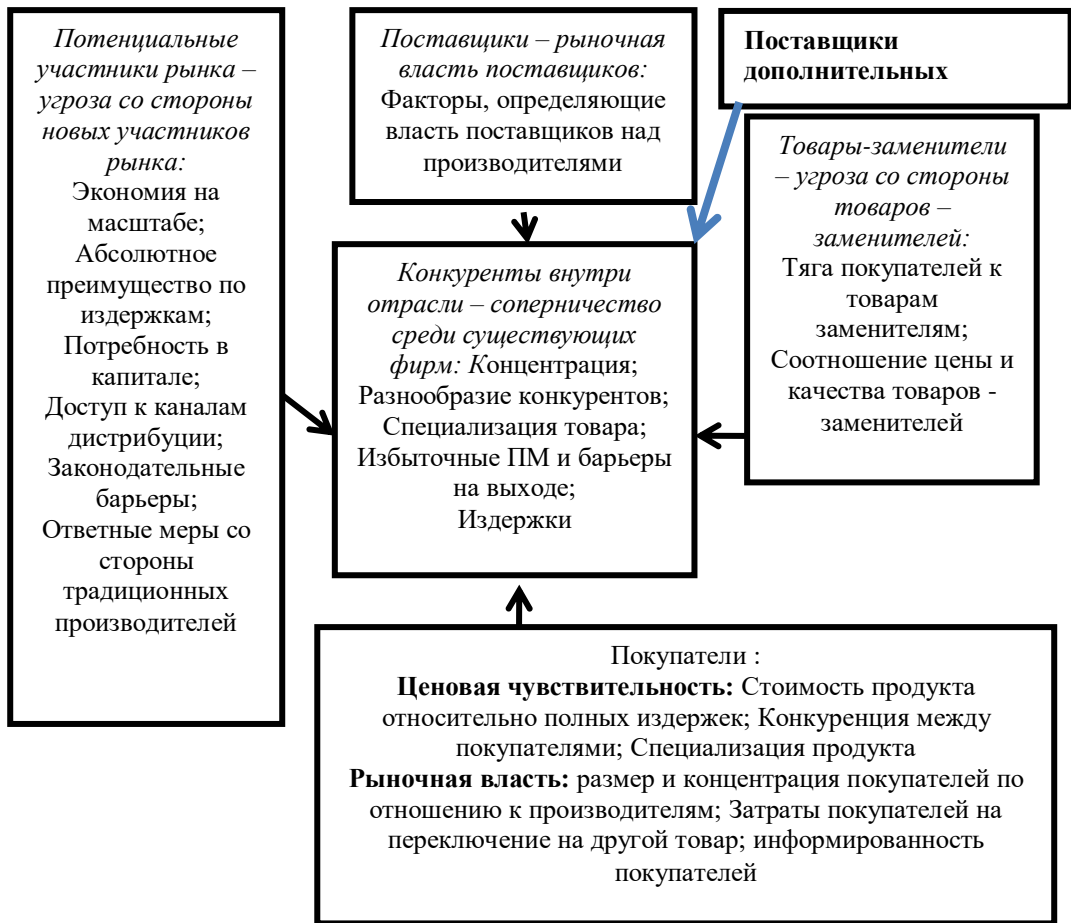 Потенциальные
участники рынка –
угроза со стороны
новых участников
рынка:
Экономия на
масштабе;
Абсолютное
преимущество по
издержкам;
Потребность в
капитале;
Доступ к каналам
дистрибуции;
Законодательные
барьеры;
Ответные меры со
стороны
традиционных
производителей
Поставщики – рыночная
власть поставщиков:
Факторы, определяющие
власть поставщиков над
производителями
Поставщики
дополнительных
Товары-заменители
– угроза со стороны
товаров –
заменителей:
Тяга покупателей к
товарам
заменителям;
Соотношение цены и
качества товаров -
заменителей
Конкуренты внутри
отрасли – соперничество
среди существующих
фирм: Концентрация;
Разнообразие конкурентов;
Специализация товара;
Избыточные ПМ и барьеры
на выходе;
Издержки
Покупатели :
Ценовая чувствительность: Стоимость продукта
относительно полных издержек; Конкуренция между
покупателями; Специализация продукта
Рыночная власть: размер и концентрация покупателей по
отношению к производителям; Затраты покупателей на
переключение на другой товар; информированность
покупателей